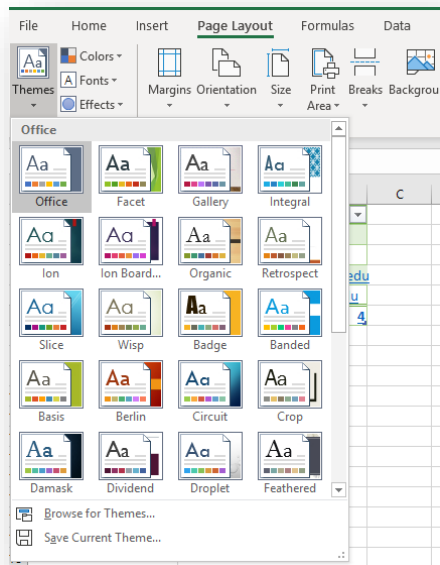 File Home Insert Page Layout Formulas Data
Colors
Fonts
Effects
Themes Margins Orientation Size Print Area Breaks
Office
Aa Aa Aa Aa
Office Facet Gallery Integral
C
Aa Aa Aa Aa
Ion Ion Board... Organic Retrospect
edu
u
Aa Aa Aa Aa
4
Slice Wisp Badge Banded
Aa Aa Aa Aa
Basis Berlin Circuit Crop
Aa Aa Aa Aa
Damask Dividend Droplet Feathered
Browse for Themes...
Save Current Theme...